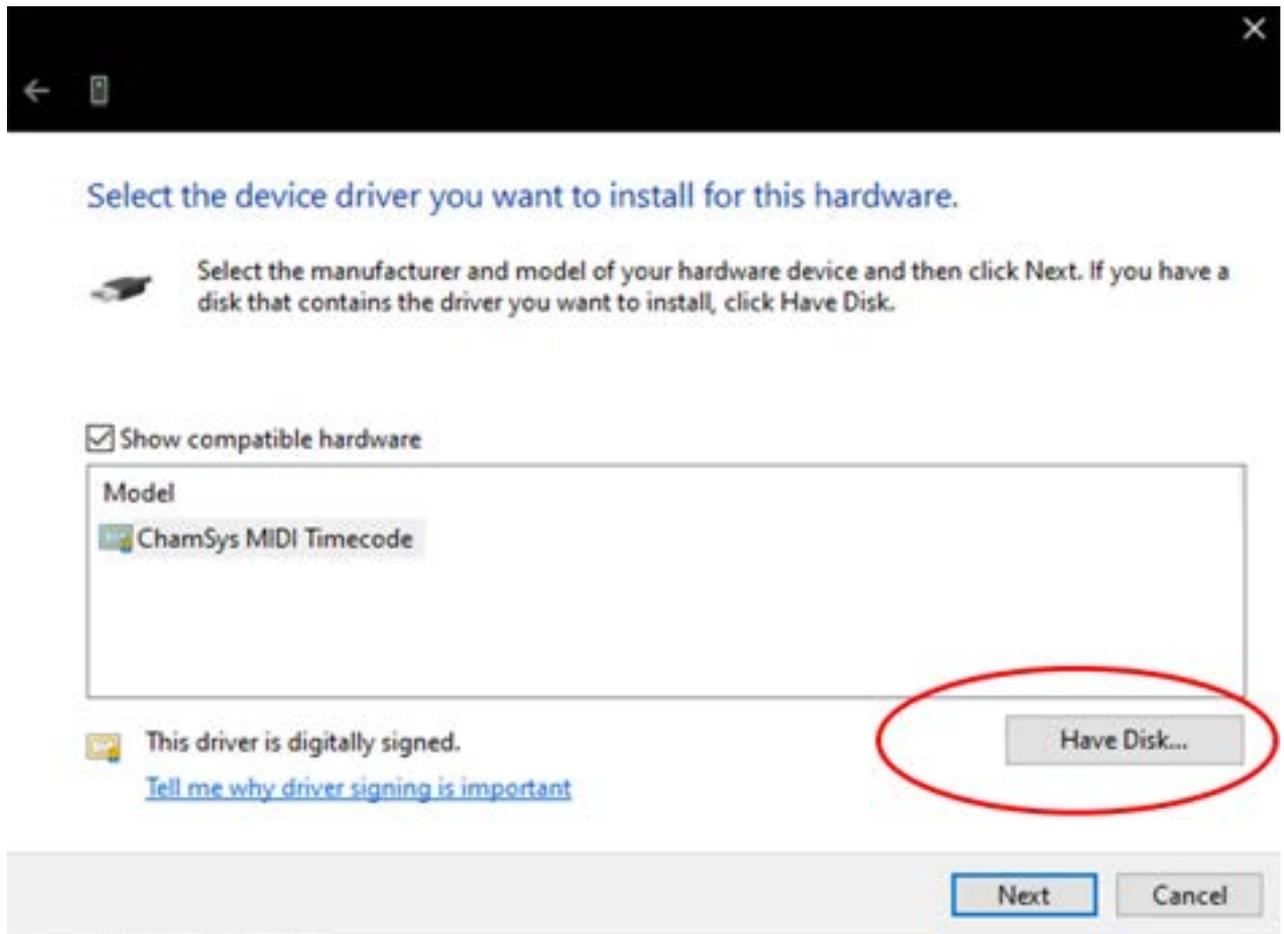 Select the device driver you want to install for this hardware.
Select the manufacturer and model of your hardware device and then click Next. If you have a
disk that contains the driver you want to install, click Have Disk.
Show compatible hardware
Model
ChamSys MIDI Timecode
This driver is digitally signed.
Have Disk...
Tell me why driver signing is important
Next
Cancel